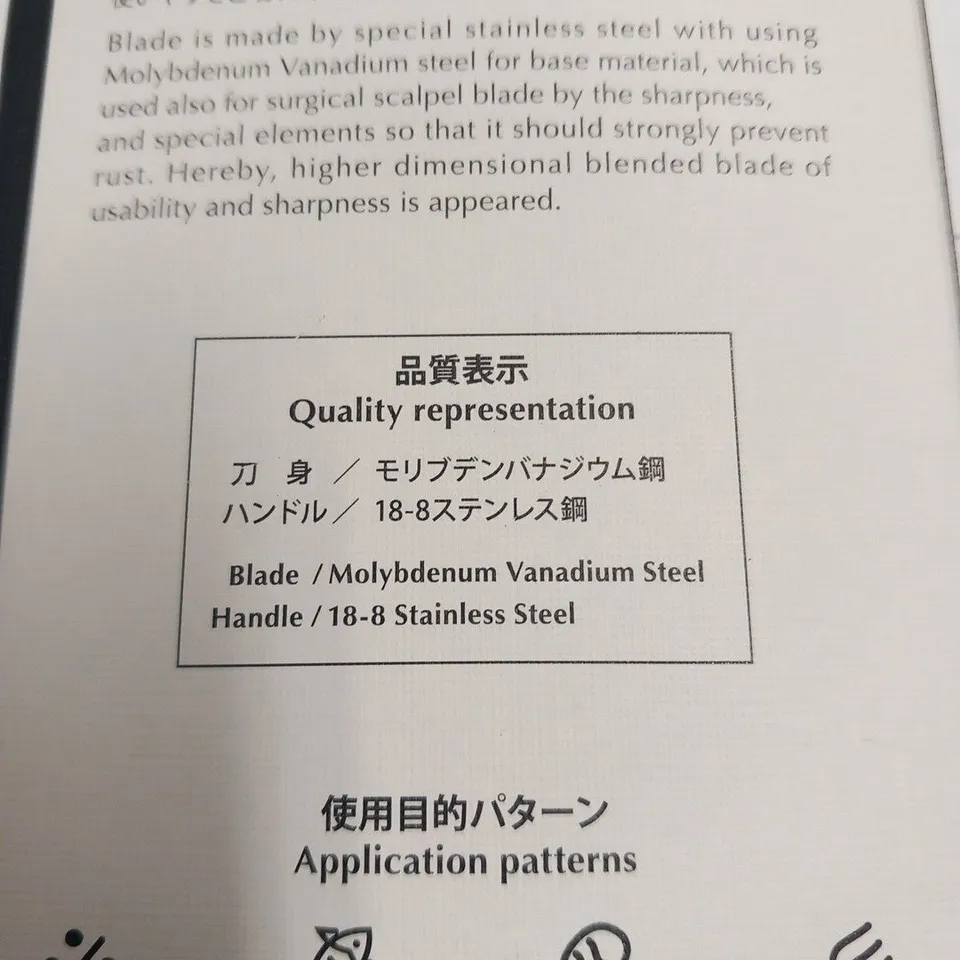 Blade is made by special stainless steel with using
Molybdenum Vanadium steel for base material, which is
used also for surgical scalpel blade by the sharpness,
and special elements so that it should strongly prevent
rust. Hereby, higher dimensional blended blade of
usability and sharpness is appeared.
品質表示
Quality representation
刀 身 ／ モリブデンバナジウム鋼
ハンドル／ 18-8ステンレス鋼
Blade / Molybdenum Vanadium Steel
Handle / 18-8 Stainless Steel
使用目的パターン
Application patterns